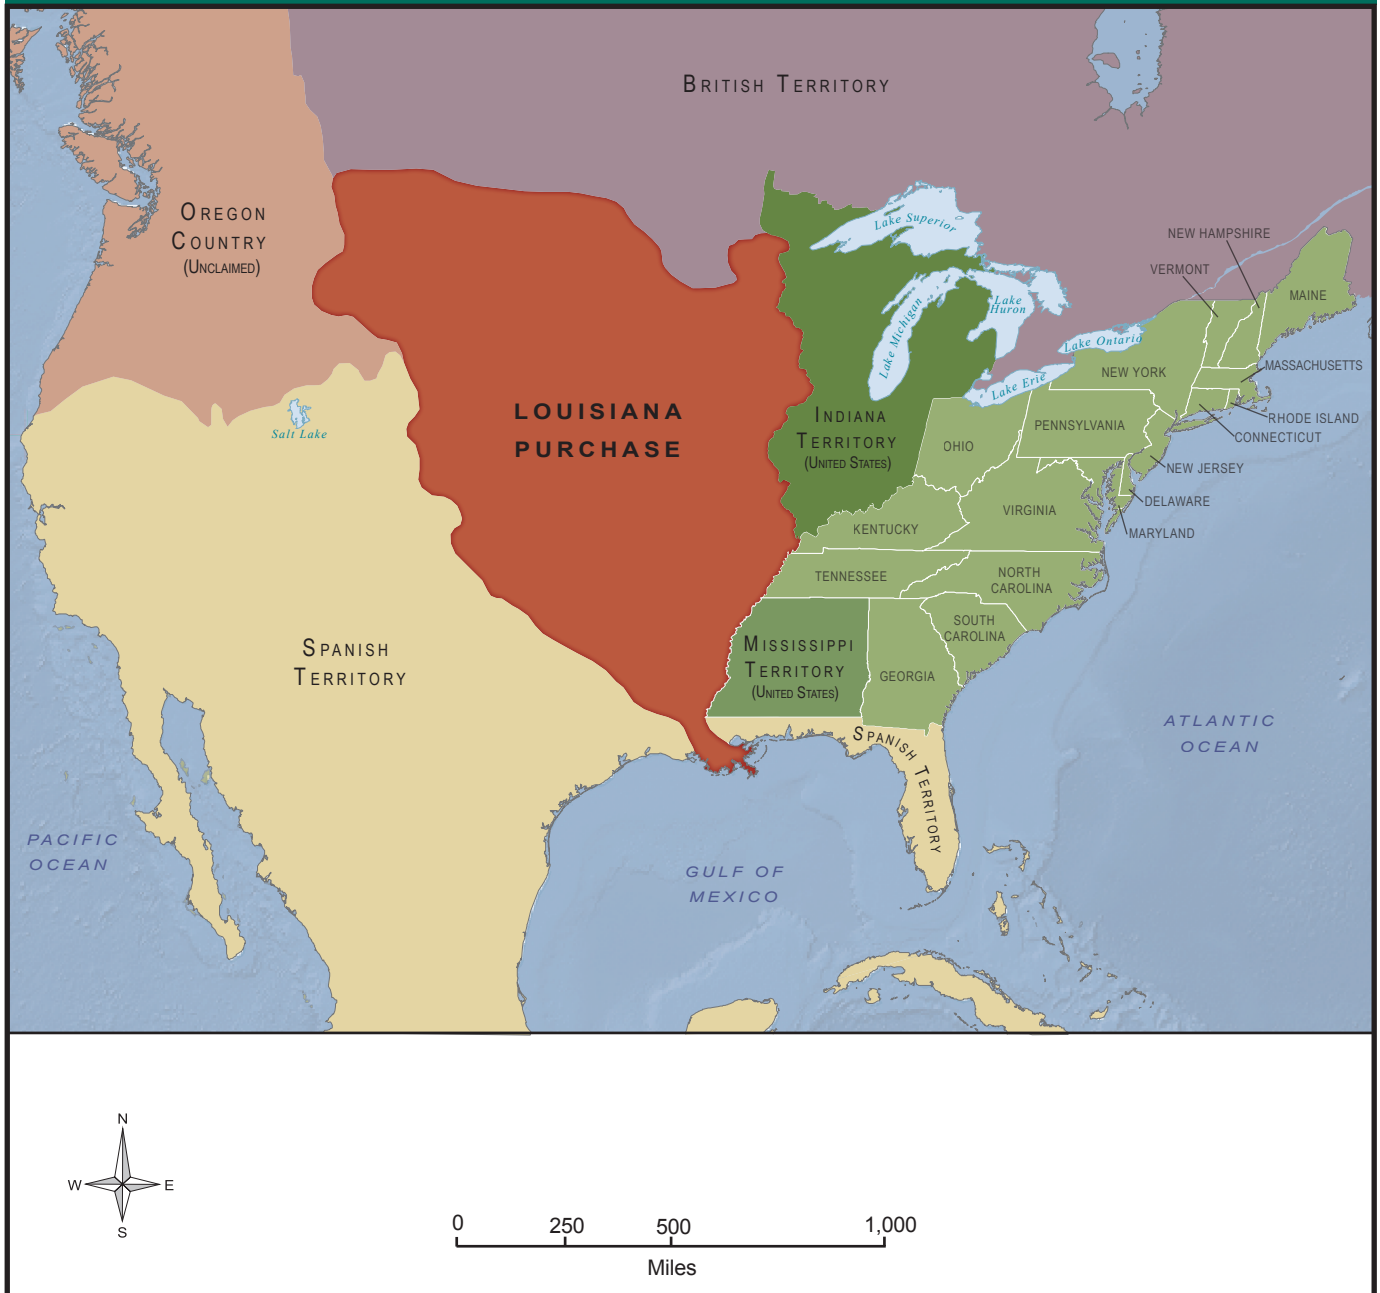 BRITISH TERRITORY
OREGON
COUNTRY
(UNCLAIMED)
Lake Superior
NEW HAMPSHIRE
VERMONT
MAINE
Lake
Huron
Lake Michigan
Lake Ontario
Lake Erie
NEW YORK
MASSACHUSETTS
LOUISIANA
PURCHASE
Salt Lake
INDIANA
TERRITORY
(UNITED STATES)
OHIO
PENNSYLVANIA
RHODE ISLAND
CONNECTICUT
NEW JERSEY
DELAWARE
MARYLAND
VIRGINIA
KENTUCKY
TENNESSEE
NORTH
CAROLINA
SOUTH
CAROLINA
MISSISSIPPI
TERRITORY
(UNITED STATES)
GEORGIA
SPANISH
TERRITORY
SPANISH TERRITORY
ATLANTIC
OCEAN
PACIFIC
OCEAN
GULF OF
MEXICO
N
W E
S
0 250 500 1,000
Miles